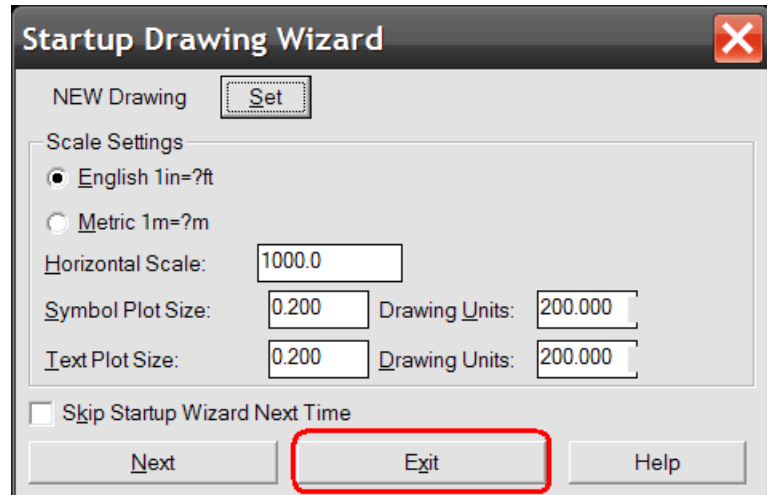 Startup Drawing Wizard
NEW Drawing Set
Scale Settings
English 1in=?ft
Metric 1m=?m
Horizontal Scale: 1000.0
Symbol Plot Size: 0.200 Drawing Units: 200.000
Text Plot Size: 0.200 Drawing Units: 200.000
Skip Startup Wizard Next Time
Next Exit Help